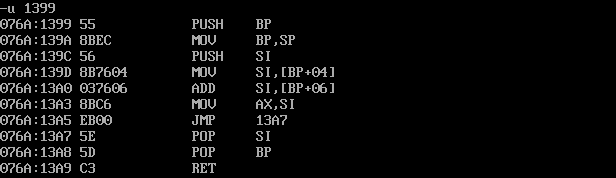 -u 1399
076A:1399 55 PUSH BP
076A:139A 8BEC MOV BP,SP
076A:139C 56 PUSH SI
076A:139D 8B7604 MOV SI,[BP+04]
076A:13A0 037606 ADD SI,[BP+06]
076A:13A3 8BC6 MOV AX,SI
076A:13A5 EB00 JMP 13A7
076A:13A7 5E POP SI
076A:13A8 5D POP BP
076A:13A9 C3 RET